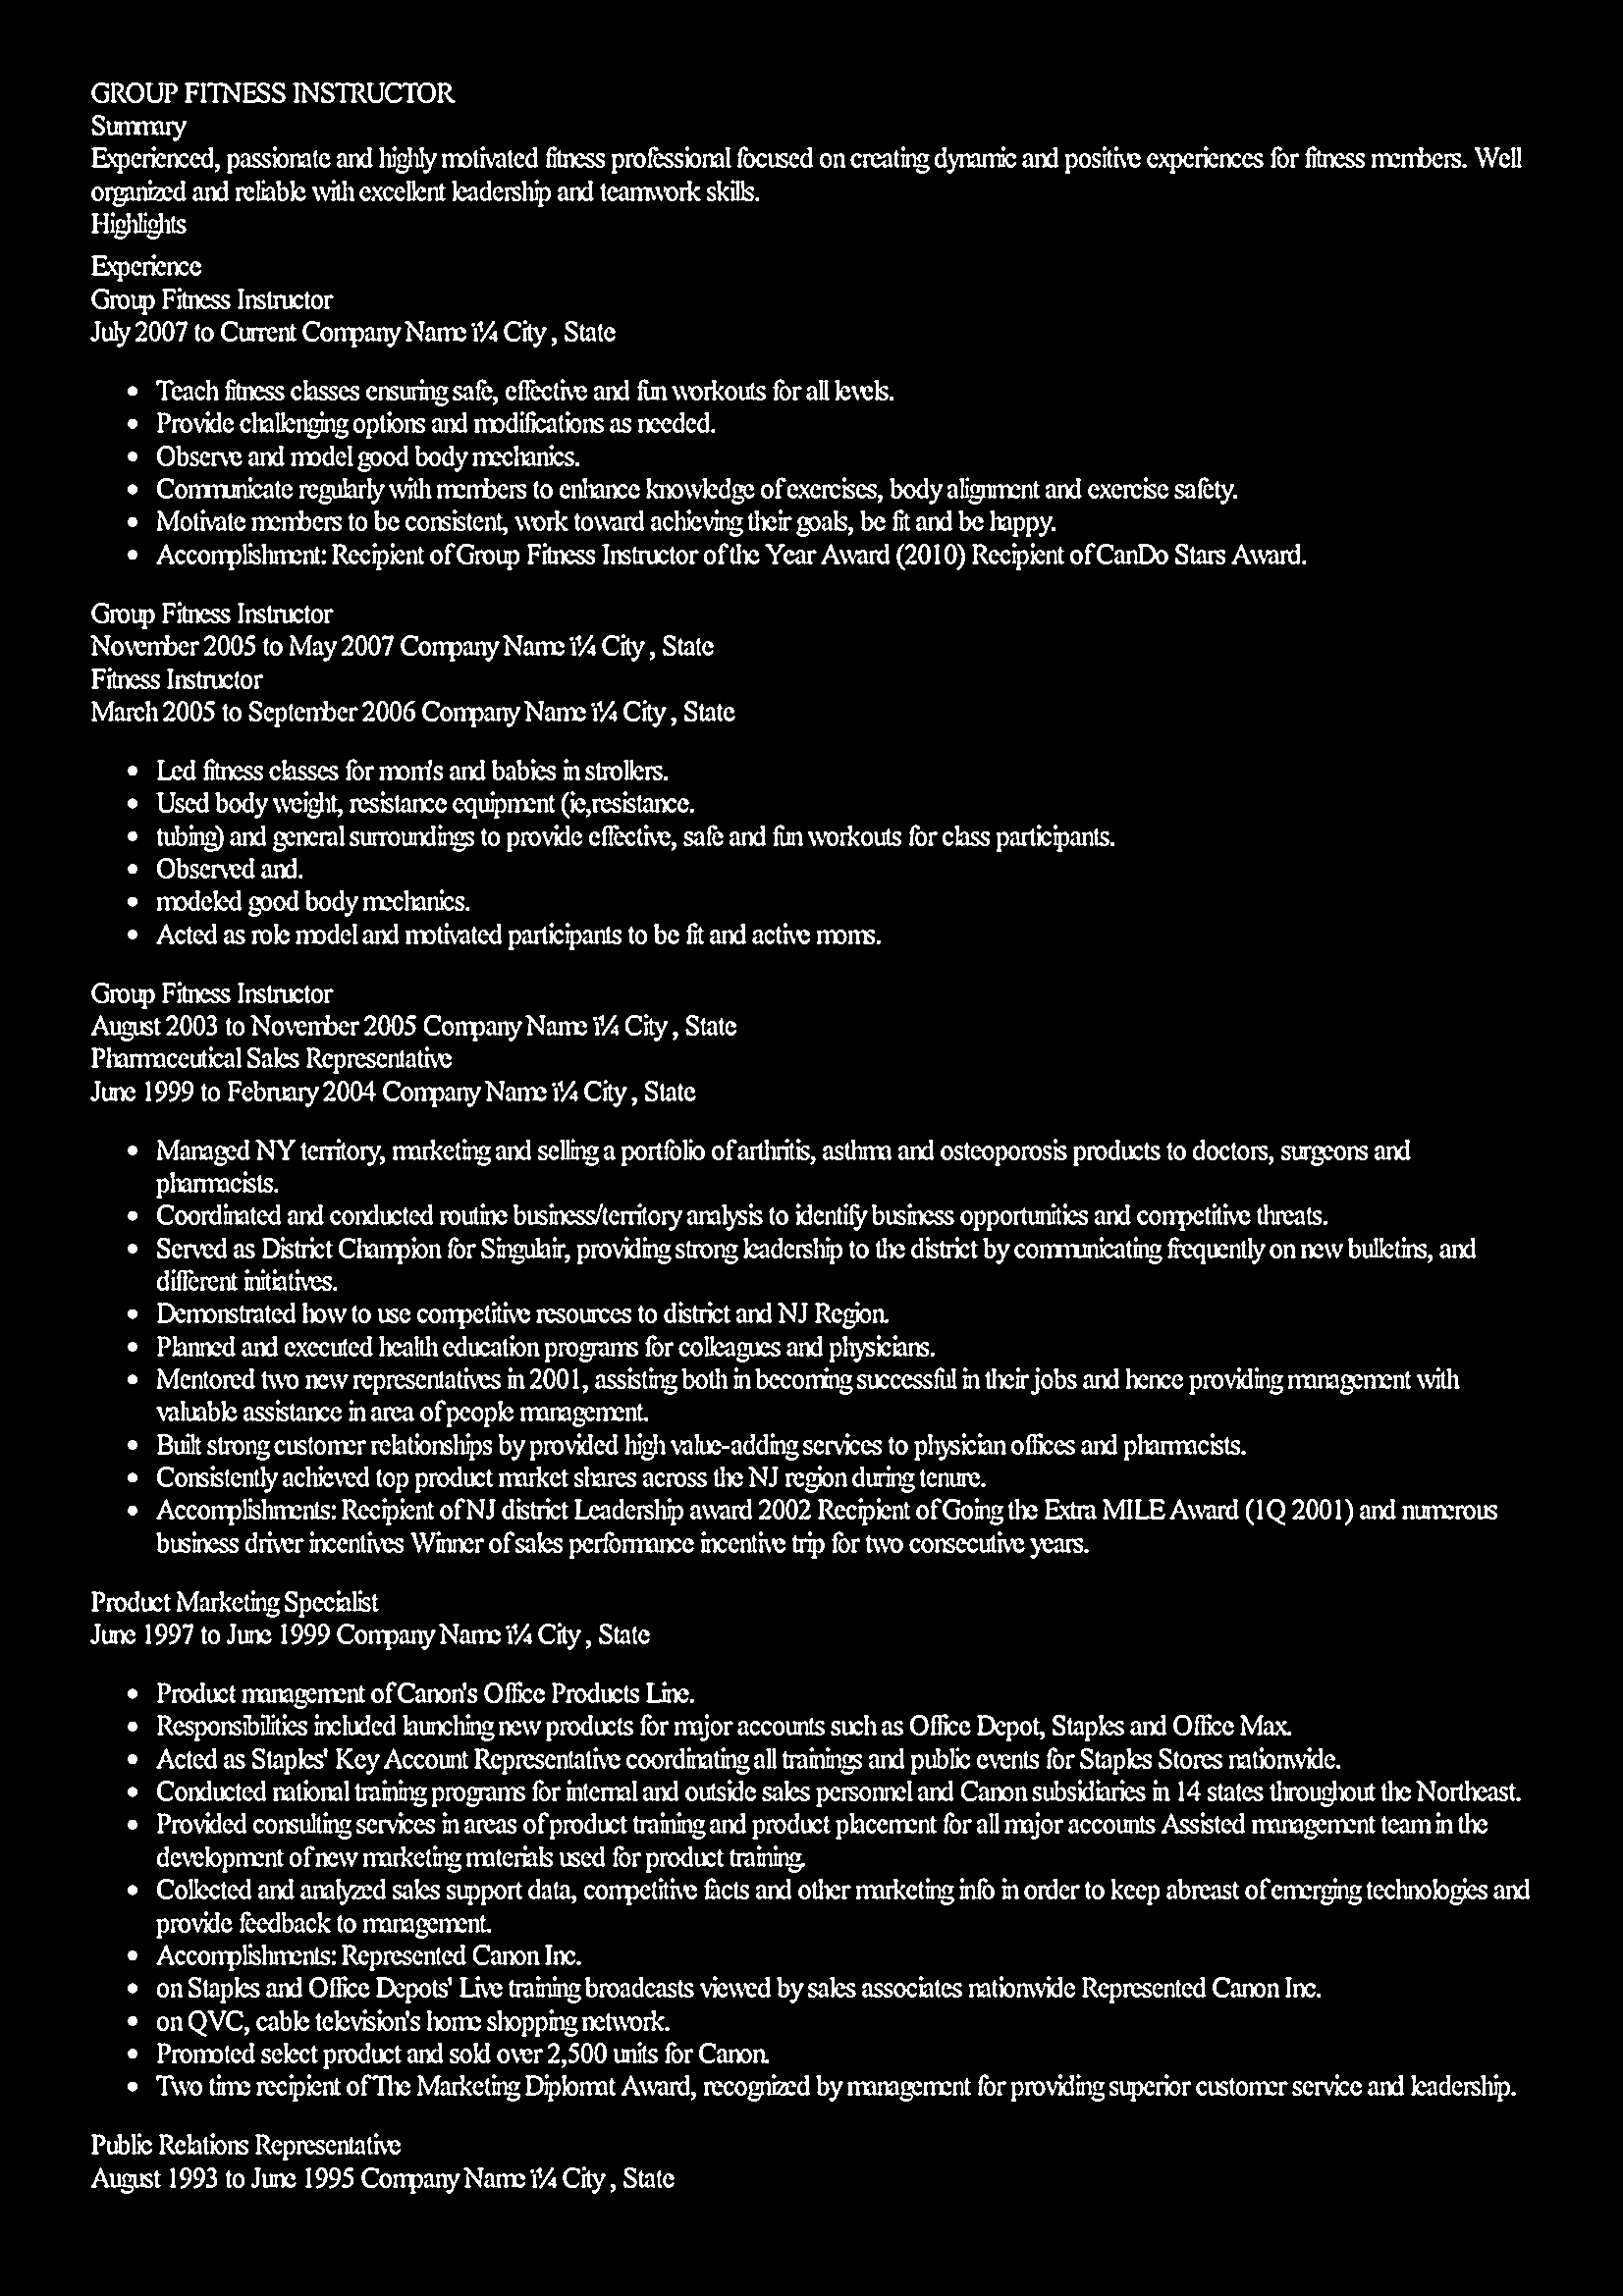 GROUP FITNESS INSTRUCTOR
Summary
Experienced, passionate and highly motivated fitness professional focused on creating dynamic and positive experiences for fitness members. Well
organized and reliable with excellent leadership and teamwork skills.
Highlights
Experience
Group Fitness Instructor
July 2007 to Current Company Name ï¼ City , State
• Teach fitness classes ensuring safe, effective and fun workouts for all levels.
• Provide challenging options and modifications as needed.
• Observe and model good body mechanics.
• Communicate regularly with members to enhance knowledge of exercises, body alignment and exercise safety.
• Motivate members to be consistent, work toward achieving their goals, be fit and be happy.
• Accomplishment: Recipient of Group Fitness Instructor of the Year Award (2010) Recipient of CanDo Stars Award.
Group Fitness Instructor
November 2005 to May 2007 Company Name ï¼ City , State
Fitness Instructor
March 2005 to September 2006 Company Name ï¼ City , State
• Led fitness classes for mom's and babies in strollers.
• Used body weight, resistance equipment (ie,resistance.
• tubing) and general surroundings to provide effective, safe and fun workouts for class participants.
• Observed and.
• modeled good body mechanics.
• Acted as role model and motivated participants to be fit and active moms.
Group Fitness Instructor
August 2003 to November 2005 Company Name ï¼ City , State
Pharmaceutical Sales Representative
June 1999 to February 2004 Company Name ï¼ City , State
• Managed NY territory, marketing and selling a portfolio of arthritis, asthma and osteoporosis products to doctors, surgeons and
pharmacists.
• Coordinated and conducted routine business/territory analysis to identify business opportunities and competitive threats.
• Served as District Champion for Singulair, providing strong leadership to the district by communicating frequently on new bulletins, and
different initiatives.
• Demonstrated how to use competitive resources to district and NJ Region.
• Planned and executed health education programs for colleagues and physicians.
• Mentored two new representatives in 2001, assisting both in becoming successful in their jobs and hence providing management with
valuable assistance in area of people management.
• Built strong customer relationships by provided high value-adding services to physician offices and pharmacists.
• Consistently achieved top product market shares across the NJ region during tenure.
• Accomplishments: Recipient of NJ district Leadership award 2002 Recipient of Going the Extra MILE Award (1Q 2001) and numerous
business driver incentives Winner of sales performance incentive trip for two consecutive years.
Product Marketing Specialist
June 1997 to June 1999 Company Name ï¼ City , State
• Product management of Canon's Office Products Line.
• Responsibilities included launching new products for major accounts such as Office Depot, Staples and Office Max.
• Acted as Staples' Key Account Representative coordinating all trainings and public events for Staples Stores nationwide.
• Conducted national training programs for internal and outside sales personnel and Canon subsidiaries in 14 states throughout the Northeast.
• Provided consulting services in areas of product training and product placement for all major accounts Assisted management team in the
development of new marketing materials used for product training.
• Collected and analyzed sales support data, competitive facts and other marketing info in order to keep abreast of emerging technologies and
provide feedback to management.
• Accomplishments: Represented Canon Inc.
• on Staples and Office Depots' Live training broadcasts viewed by sales associates nationwide Represented Canon Inc.
• on QVC, cable television's home shopping network.
• Promoted select product and sold over 2,500 units for Canon.
• Two time recipient of The Marketing Diplomat Award, recognized by management for providing superior customer service and leadership.
Public Relations Representative
August 1993 to June 1995 Company Name ï¼ City , State